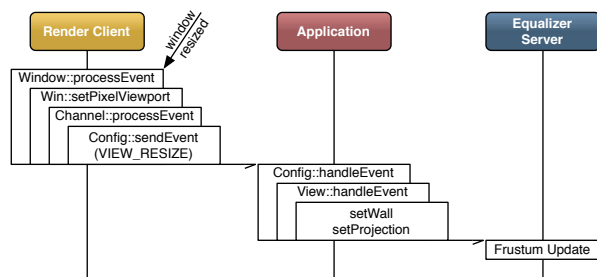 Render Client
Application
Equalizer
Server
window
resized
Window::processEvent
Win::setPixelViewport
Channel::processEvent
Config::sendEvent
(VIEW_RESIZE)
Config::handleEvent
View::handleEvent
setWall
setProjection
Frustum Update